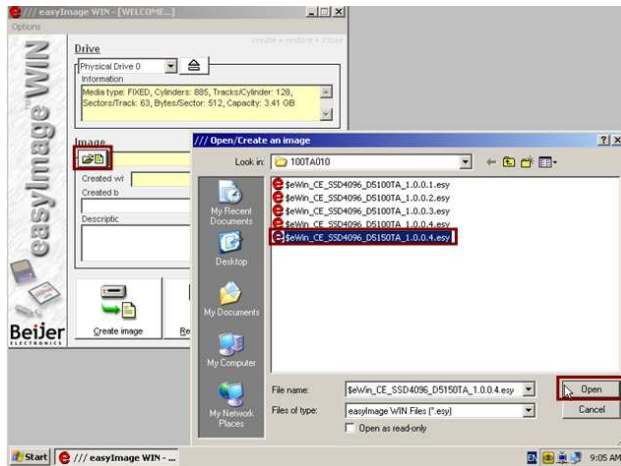 /// easyImage WIN - [WELCOME...]
Options
easyImage WIN
Beijer
ELECTRONICS
Drive
Physical Drive 0
Information
Media type: FIXED, Cylinders: 885, Tracks/Cylinder: 128,
Sectors/Track: 63, Bytes/Sector: 512, Capacity: 3.41 GB
Image
Created wi
Created b
Descriptic
Create image
Re
/// Open/Create an image
Look in:
100TA010
My Recent
Documents
Desktop
My Documents
My Computer
My Network
Places
$eWin_CE_SSD4096_D5100TA_1.0.0.1.esy
$eWin_CE_SSD4096_D5100TA_1.0.0.2.esy
$eWin_CE_SSD4096_D5100TA_1.0.0.3.esy
$eWin_CE_SSD4096_D5100TA_1.0.0.4.esy
$eWin_CE_SSD4096_D5150TA_1.0.0.4.esy
File name:
$eWin_CE_SSD4096_D5150TA_1.0.0.4.esy
Open
Files of type:
easyImage WIN Files (*.esy)
Cancel
Open as read-only
Start
/// easyImage WIN - ...
EN
9:05 AM